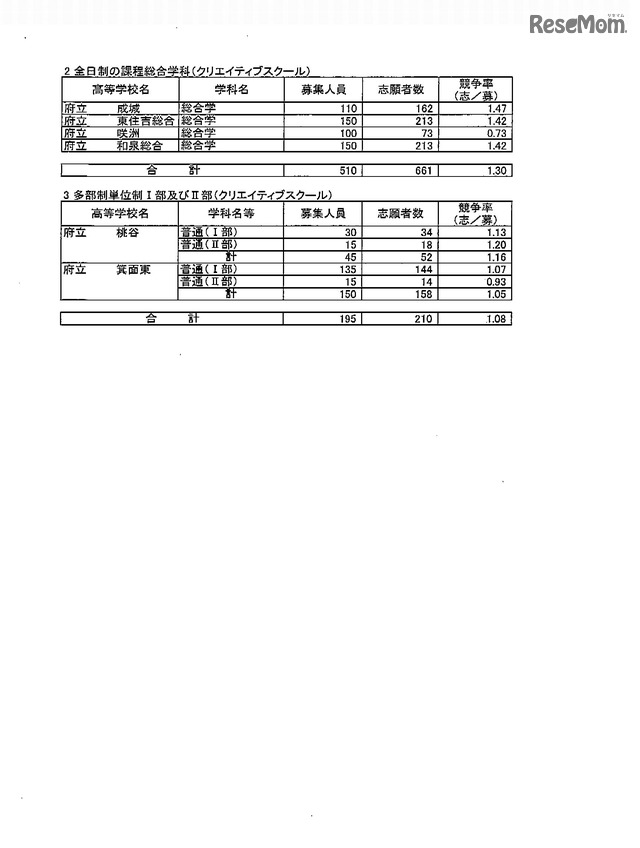 リセマム
ReseMom.
2 全日制の課程総合学科(クリエイティブスクール)
高等学校名 学科名 募集人員 志願者数 競争率
(志/募)
府立 成城 総合学 110 162 1.47
府立 東住吉総合 総合学 150 213 1.42
府立 咲洲 総合学 100 73 0.73
府立 和泉総合 総合学 150 213 1.42
合 計 510 661 1.30
3 多部制単位制Ⅰ部及びⅡ部(クリエイティブスクール)
高等学校名 学科名等 募集人員 志願者数 競争率
(志/募)
府立 桃谷 普通(Ⅰ部) 30 34 1.13
普通(Ⅱ部) 15 18 1.20
計 45 52 1.16
府立 箕面東 普通(Ⅰ部) 135 144 1.07
普通(Ⅱ部) 15 14 0.93
計 150 158 1.05
合 計 195 210 1.08